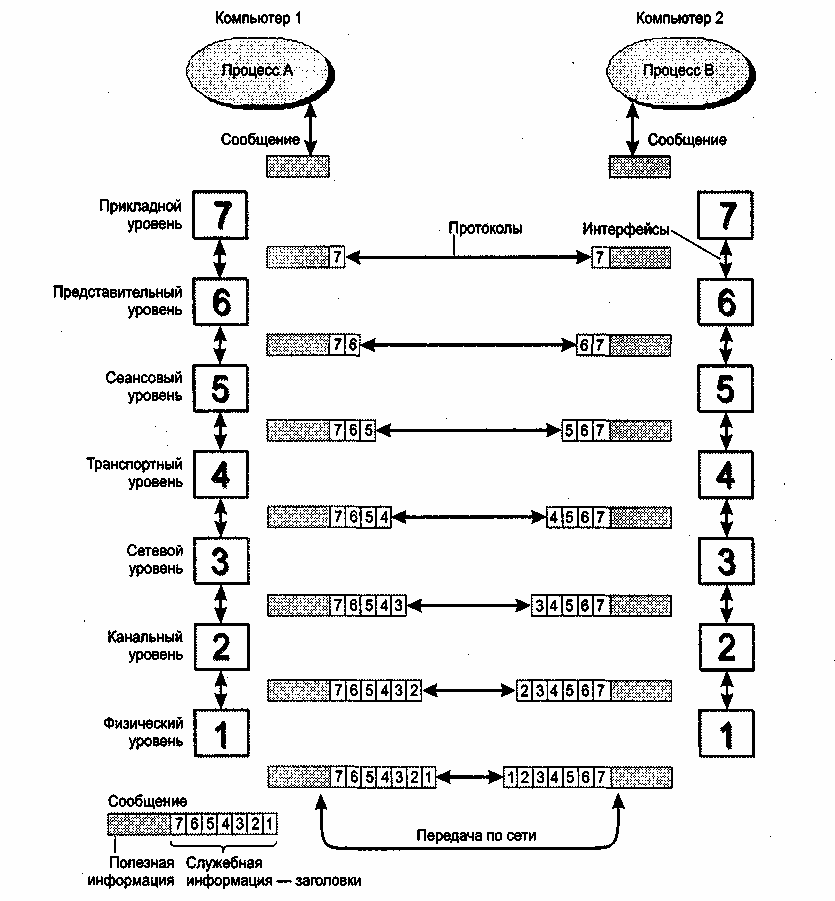 Компьютер 1
Компьютер 2
Процесс А
Процесс В
Сообщение
Сообщение
Прикладной
уровень
7
7
Протоколы
Интерфейсы
7
7
Представительный
уровень
6
6
7 6
6 7
Сеансовый
уровень
5
5
7 6 5
5 6 7
Транспортный
уровень
4
4
7 6 5 4
4 5 6 7
Сетевой
уровень
3
3
7 6 5 4 3
3 4 5 6 7
Канальный
уровень
2
2
7 6 5 4 3 2
2 3 4 5 6 7
Физический
уровень
1
1
7 6 5 4 3 2 1
1 2 3 4 5 6 7
Сообщение
7 6 5 4 3 2 1
Передача по сети
Полезная
информация
Служебная
информация — заголовки